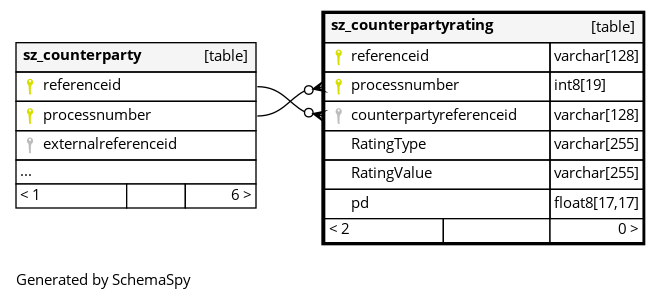 sz_counterparty [table]
referenceid
processnumber
externalreferenceid
...
< 1 6 >
sz_counterpartyrating [table]
referenceid varchar[128]
processnumber int8[19]
counterpartyreferenceid varchar[128]
RatingType varchar[255]
RatingValue varchar[255]
pd float8[17,17]
< 2 0 >
Generated by SchemaSpy